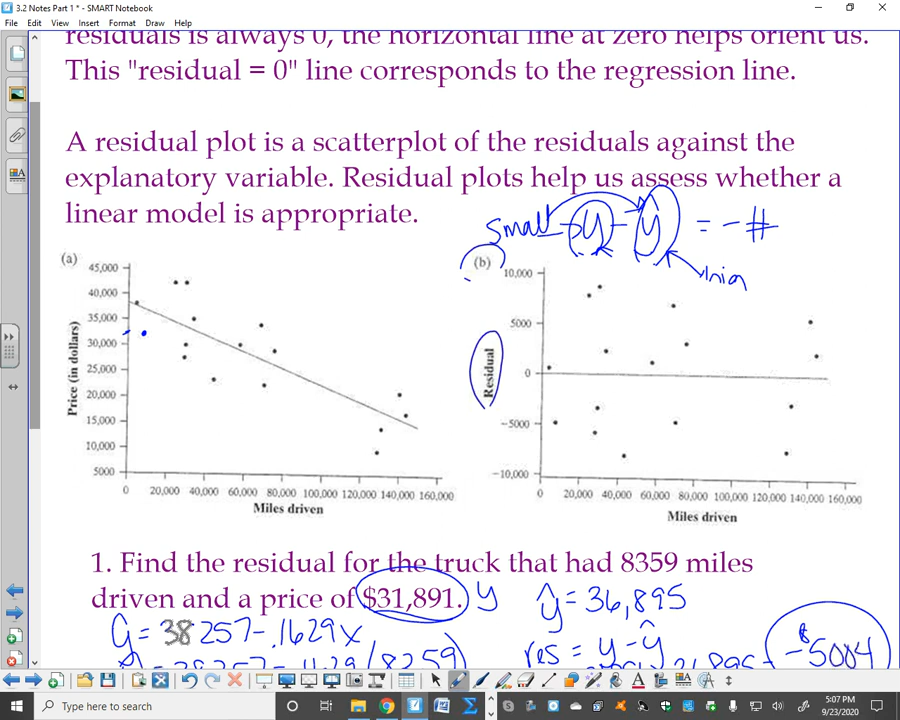 3.2 Notes Part 1 * - SMART Notebook
File Edit View Insert Format Draw Help
residuals is always 0, the horizontal line at zero helps orient us.
This "residual = 0" line corresponds to the regression line.
A residual plot is a scatterplot of the residuals against the
explanatory variable. Residual plots help us assess whether a
linear model is appropriate.
small y - ŷ = - #
line
(a)
45,000
40,000
35,000
30,000
25,000
20,000
15,000
10,000
5000
Price (in dollars)
0 20,000 40,000 60,000 80,000 100,000 120,000 140,000 160,000
Miles driven
(b)
10,000
5000
0
-5000
-10,000
Residual
0 20,000 40,000 60,000 80,000 100,000 120,000 140,000 160,000
Miles driven
1. Find the residual for the truck that had 8359 miles
driven and a price of $31,891. y
ŷ = 36,895
ŷ = 38257-.1629x
res = y - ŷ
-$5004
Type here to search
5:07 PM
9/23/2020